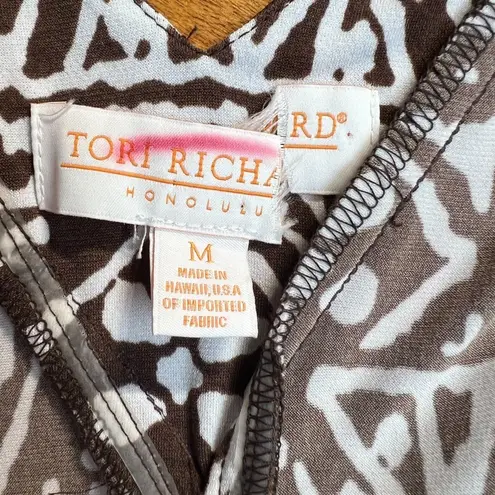 TORI RICHA RD®
HONOLULU
M
MADE IN
HAWAII, U.S.A
OF IMPORTED
FABRIC